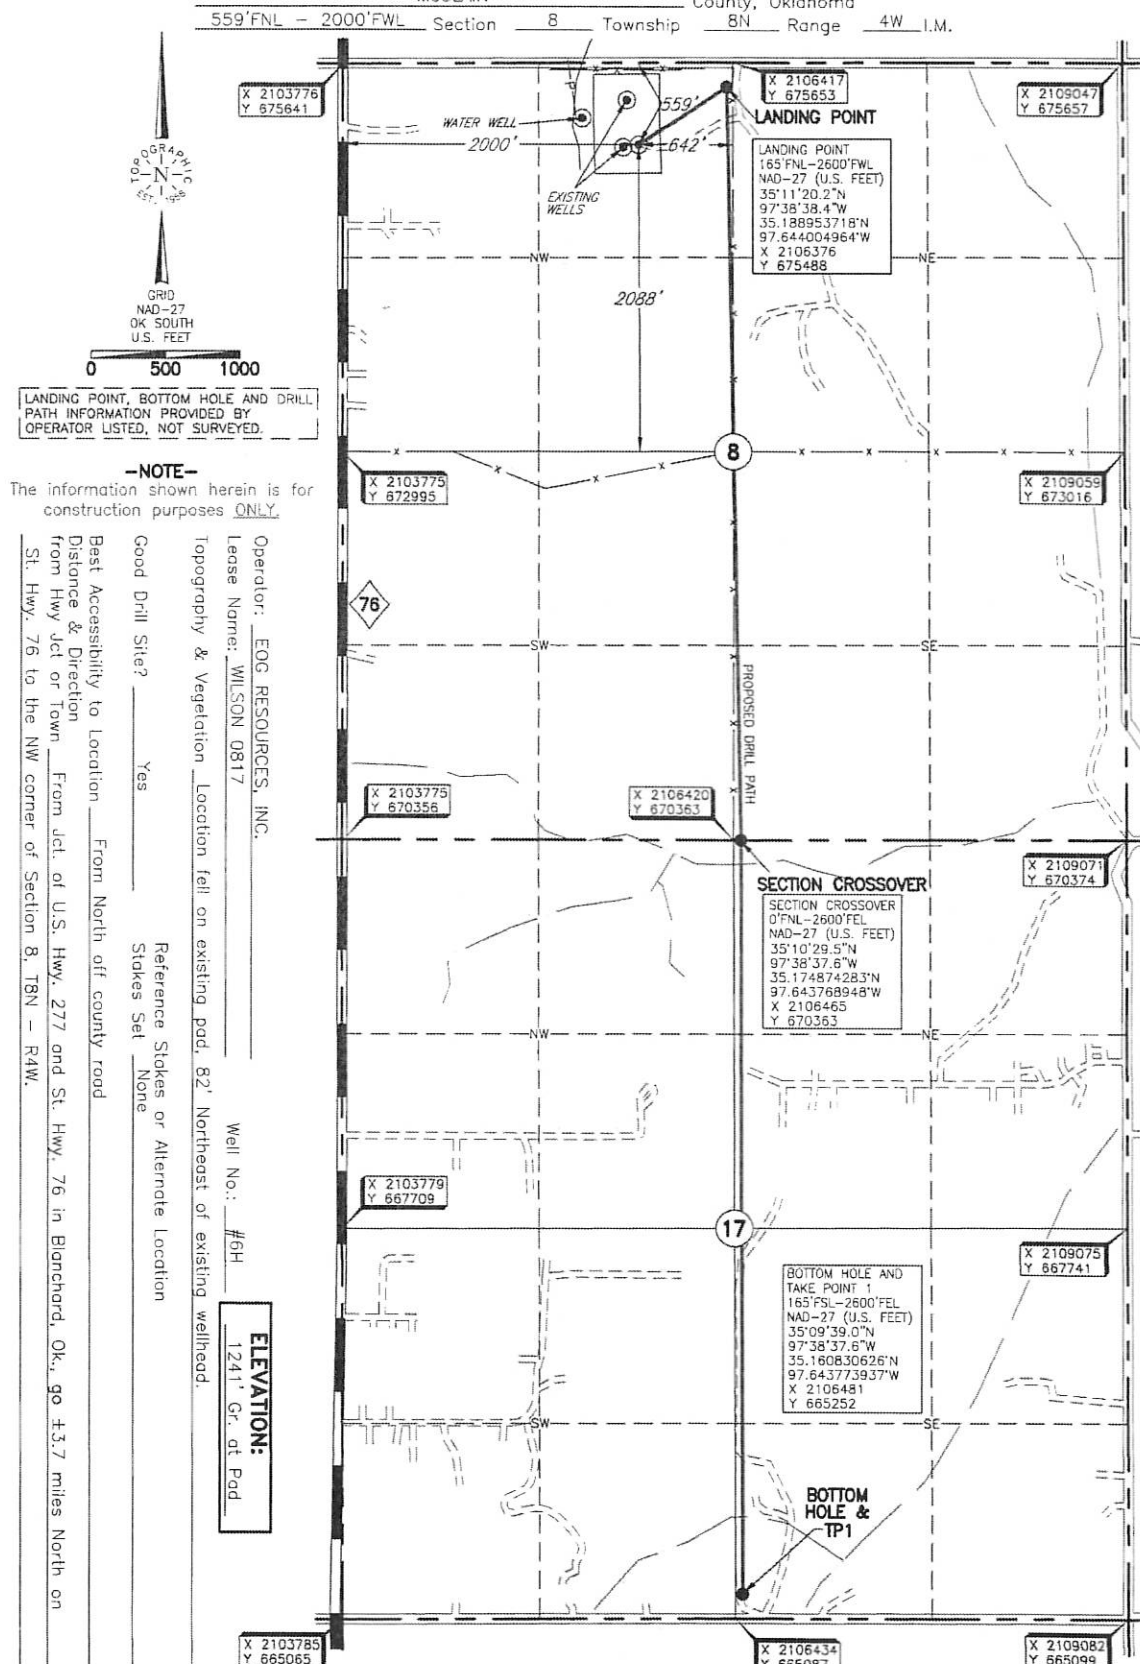 County, Oklahoma
559'FNL - 2000'FWL Section 8 Township 8N Range 4W I.M.
X 2103776
Y 675641
X 2106417
Y 675653
X 2109047
Y 675657
WATER WELL
2000'
559'
642'
EXISTING
WELLS
2088'
LANDING POINT
LANDING POINT
165'FNL-2600'FWL
NAD-27 (U.S. FEET)
35°11'20.2"N
97°38'38.4"W
35.188953718°N
97.644004964°W
X 2106376
Y 675488
TOPOGRAPHIC
N
EST. 1958
GRID
NAD-27
OK SOUTH
U.S. FEET
0 500 1000
LANDING POINT, BOTTOM HOLE AND DRILL
PATH INFORMATION PROVIDED BY
OPERATOR LISTED, NOT SURVEYED.
-NOTE-
The information shown herein is for
construction purposes ONLY.
NW
NE
8
X 2103775
Y 672995
X 2109059
Y 673016
76
SW
SE
PROPOSED DRILL PATH
X 2103775
Y 670356
X 2106420
Y 670363
X 2109071
Y 670374
SECTION CROSSOVER
SECTION CROSSOVER
0'FNL-2600'FEL
NAD-27 (U.S. FEET)
35°10'29.5"N
97°38'37.6"W
35.174874283°N
97.643768948°W
X 2106465
Y 670363
NW
NE
X 2103779
Y 667709
17
X 2109075
Y 667741
BOTTOM HOLE AND
TAKE POINT 1
165'FSL-2600'FEL
NAD-27 (U.S. FEET)
35°09'39.0"N
97°38'37.6"W
35.160830626°N
97.643773937°W
X 2106481
Y 665252
SW
SE
BOTTOM
HOLE &
TP1
X 2103785
Y 665065
X 2106434
Y 665087
X 2109082
Y 665099
Operator: EOG RESOURCES, INC.
Lease Name: WILSON 0817 Well No.: #6H
ELEVATION:
1241' Gr. at Pad
Topography & Vegetation Location fell on existing pad, 82' Northeast of existing wellhead.
Good Drill Site? Yes
Reference Stakes or Alternate Location
Stakes Set None
Best Accessibility to Location From North off county road
Distance & Direction
from Hwy Jct or Town From Jct. of U.S. Hwy. 277 and St. Hwy. 76 in Blanchard, Ok., go ±3.7 miles North on
St. Hwy. 76 to the NW corner of Section 8, T8N - R4W.